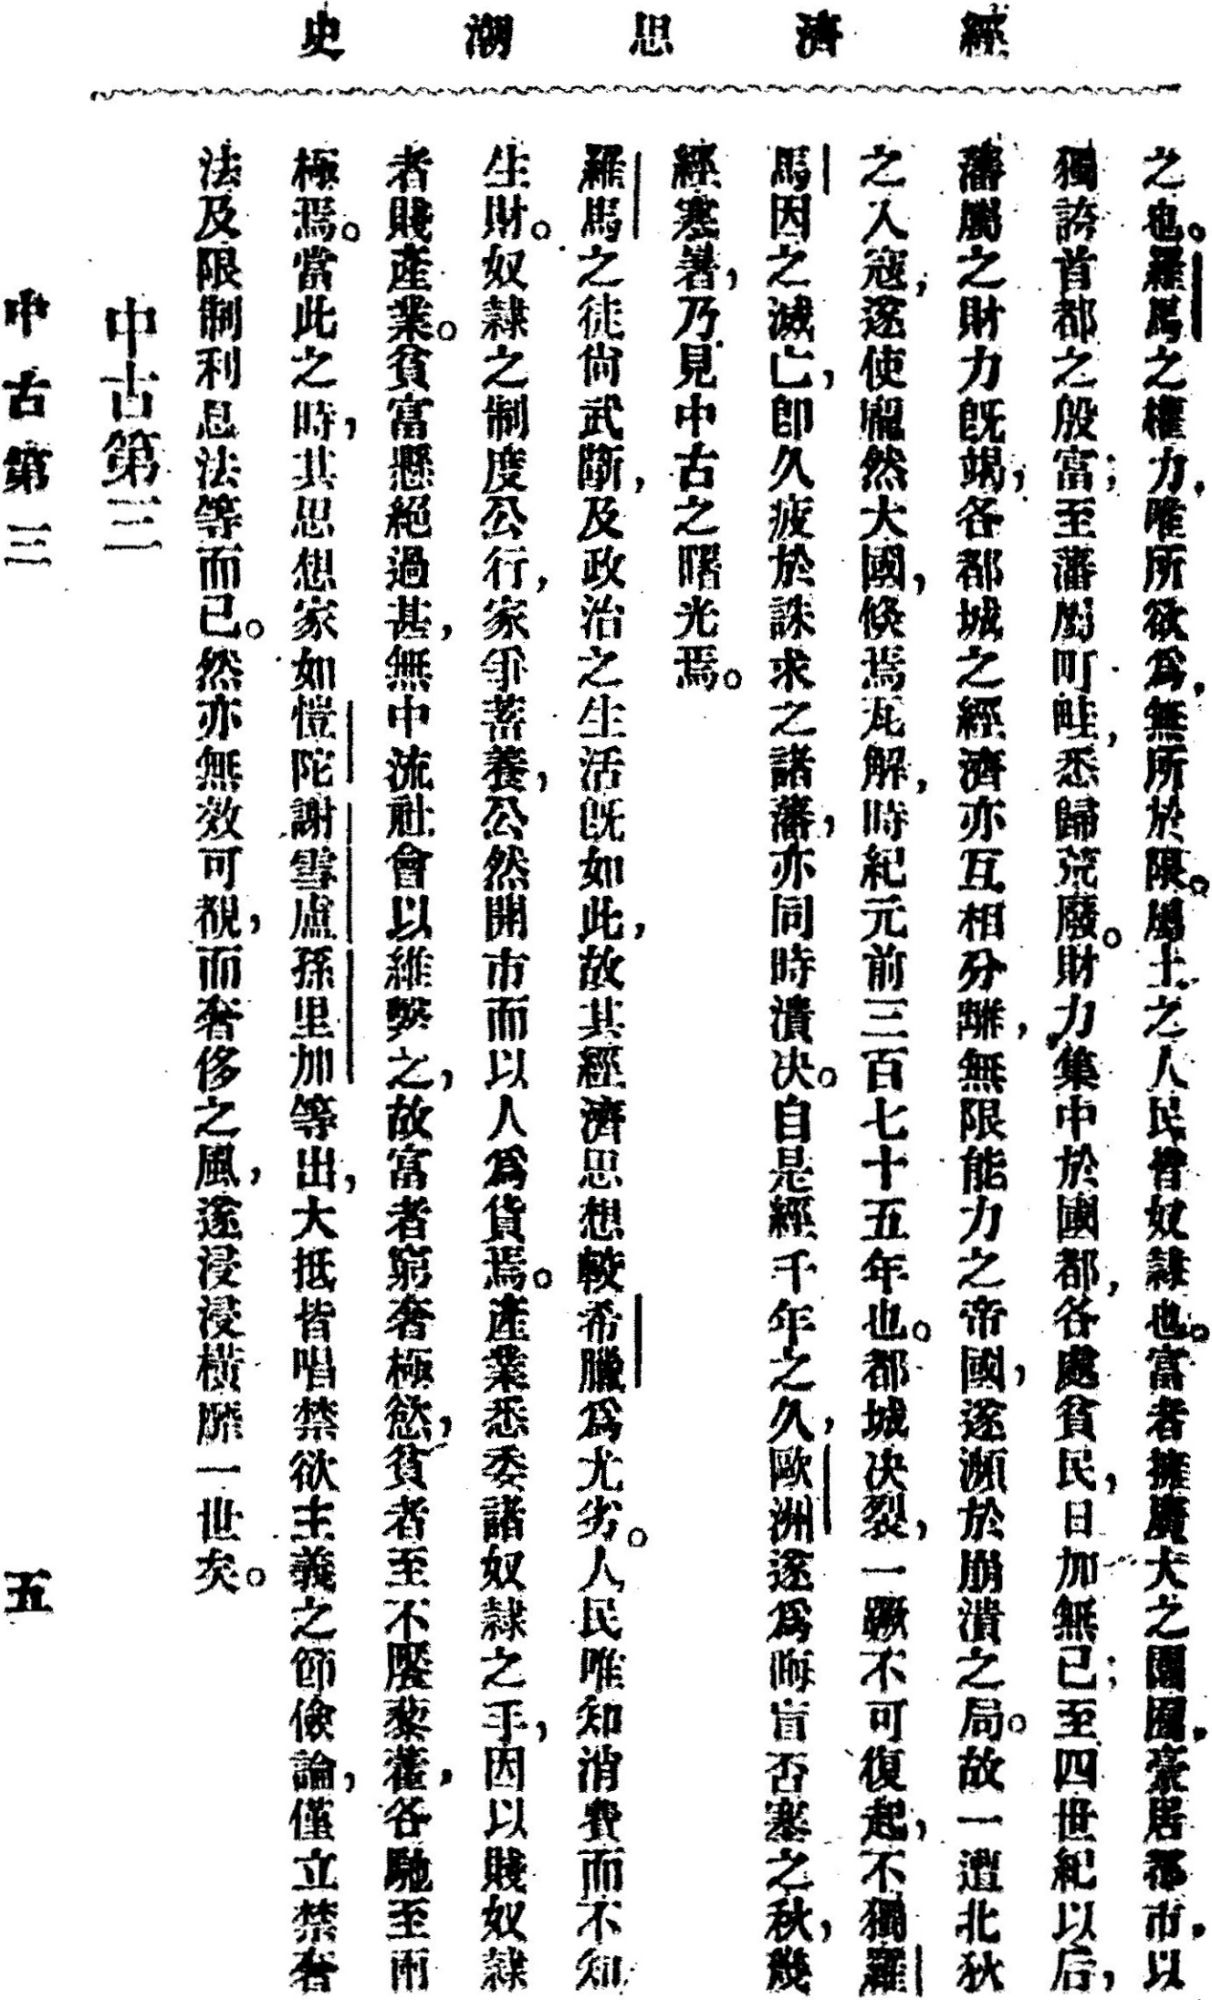 經濟思潮史
之也。羅馬之權力，唯所欲爲，無所於限。屬土之人民皆奴隸也。富者擁廣大之園囿，豪居都市，以
獨誇首都之殷富；至藩屬町畦，悉歸荒廢。財力集中於國都，各處貧民，日加無已；至四世紀以后，
藩屬之財力既竭，各都城之經濟亦互相分離，無限能力之帝國，遂瀕於崩潰之局。故一遭北狄
之入寇，遂使龐然大國，倏焉瓦解，時紀元前三百七十五年也。都城决裂，一蹶不可復起，不獨羅
馬因之滅亡，卽久疲於誅求之諸藩，亦同時潰决。自是經千年之久，歐洲遂爲晦盲否塞之秋，幾
經寒暑，乃見中古之曙光焉。
羅馬之徒尙武斷，及政治之生活既如此，故其經濟思想較希臘爲尤劣。人民唯知消費而不知
生財。奴隸之制度公行，家爭蓄養，公然開市而以人爲貨焉。產業悉委諸奴隸之手，因以賤奴隸
者賤產業。貧富懸絕過甚，無中流社會以維繫之，故富者窮奢極慾，貧者至不饜藜藿，各馳至兩
極焉。當此之時，其思想家如愷陀謝雪盧孫里加等出，大抵皆唱禁欲主義之節儉論，僅立禁奢
法及限制利息法等而已。然亦無效可覩，而奢侈之風，遂浸浸橫靡一世矣。
中古第三
中古第三
五